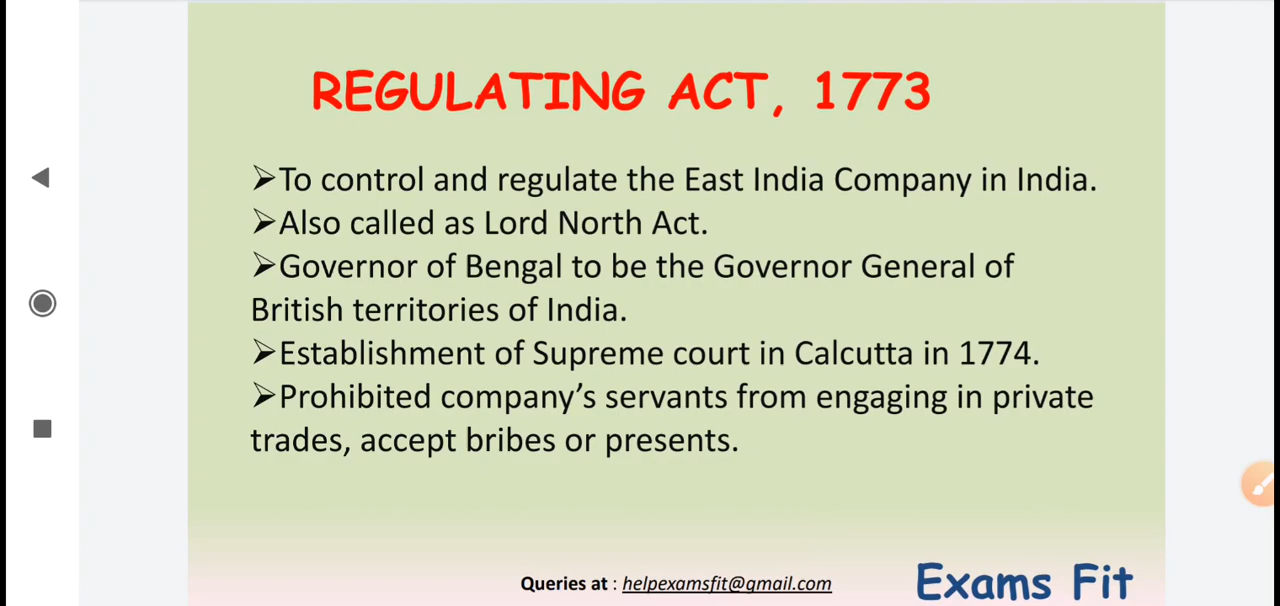 REGULATING ACT, 1773
➢To control and regulate the East India Company in India.
➢Also called as Lord North Act.
➢Governor of Bengal to be the Governor General of
British territories of India.
➢Establishment of Supreme court in Calcutta in 1774.
➢Prohibited company’s servants from engaging in private
trades, accept bribes or presents.
Queries at : helpexamsfit@gmail.com
Exams Fit